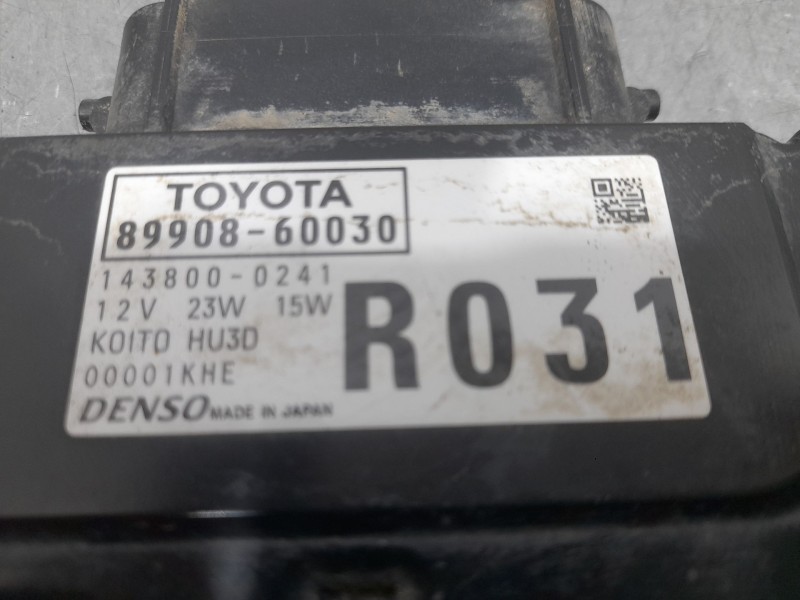 TOYOTA
89908-60030
143800-0241
12V 23W 15W
KOITO HU3D
00001KHE
R031
DENSO MADE IN JAPAN